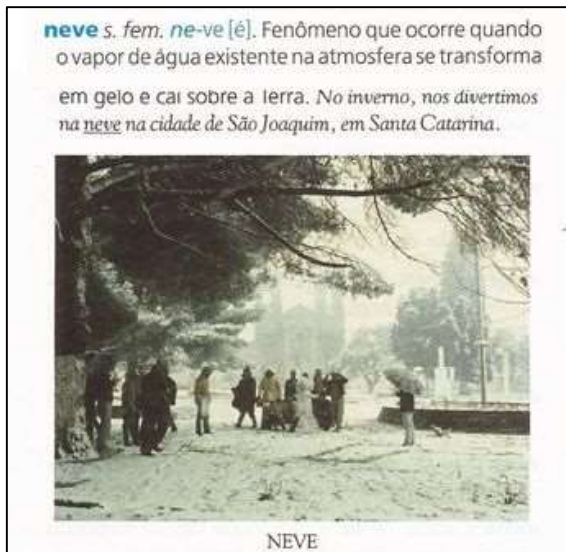 neve s. fem. ne-ve [é]. Fenômeno que ocorre quando
o vapor de água existente na atmosfera se transforma
em gelo e cai sobre a Terra. No inverno, nos divertimos
na neve na cidade de São Joaquim, em Santa Catarina.
NEVE